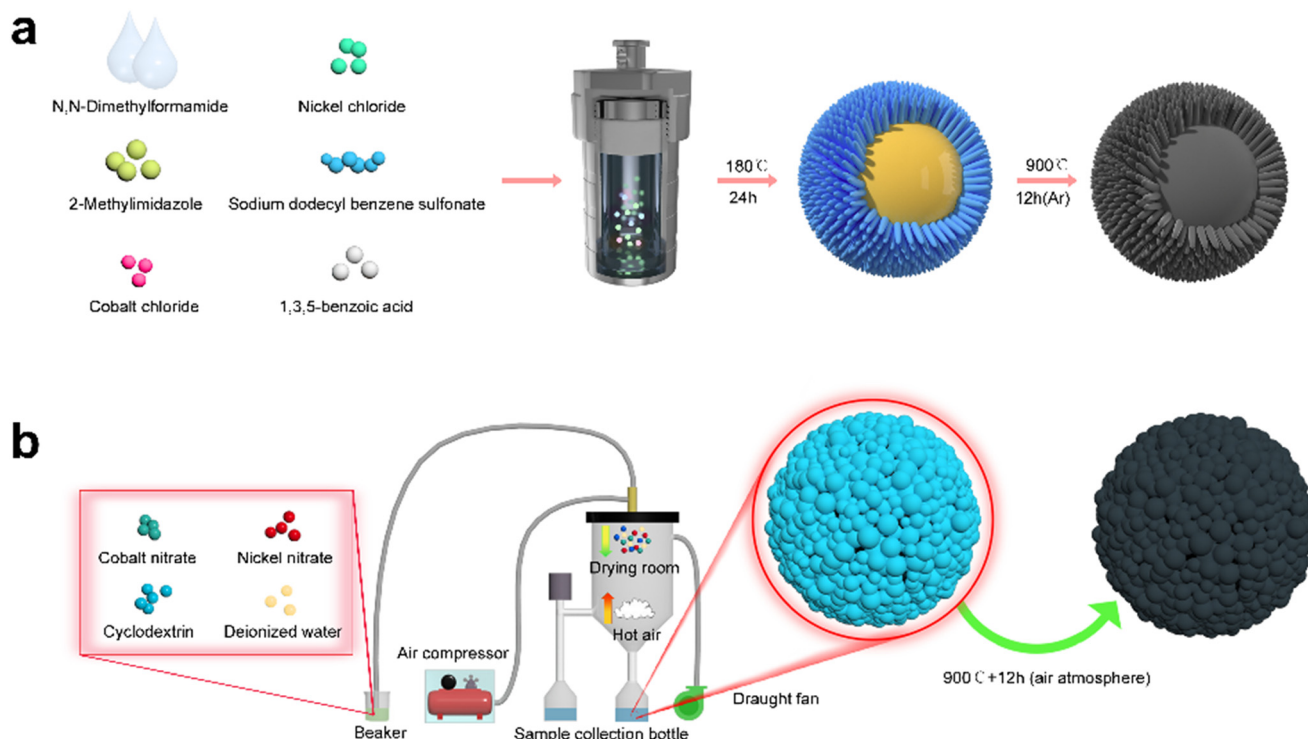 a
N,N-Dimethylformamide
Nickel chloride
2-Methylimidazole
Sodium dodecyl benzene sulfonate
Cobalt chloride
1,3,5-benzoic acid
180℃
24h
900℃
12h(Ar)
b
Cobalt nitrate
Nickel nitrate
Cyclodextrin
Deionized water
Drying room
Hot air
Air compressor
Beaker
Sample collection bottle
Draught fan
900℃+12h (air atmosphere)